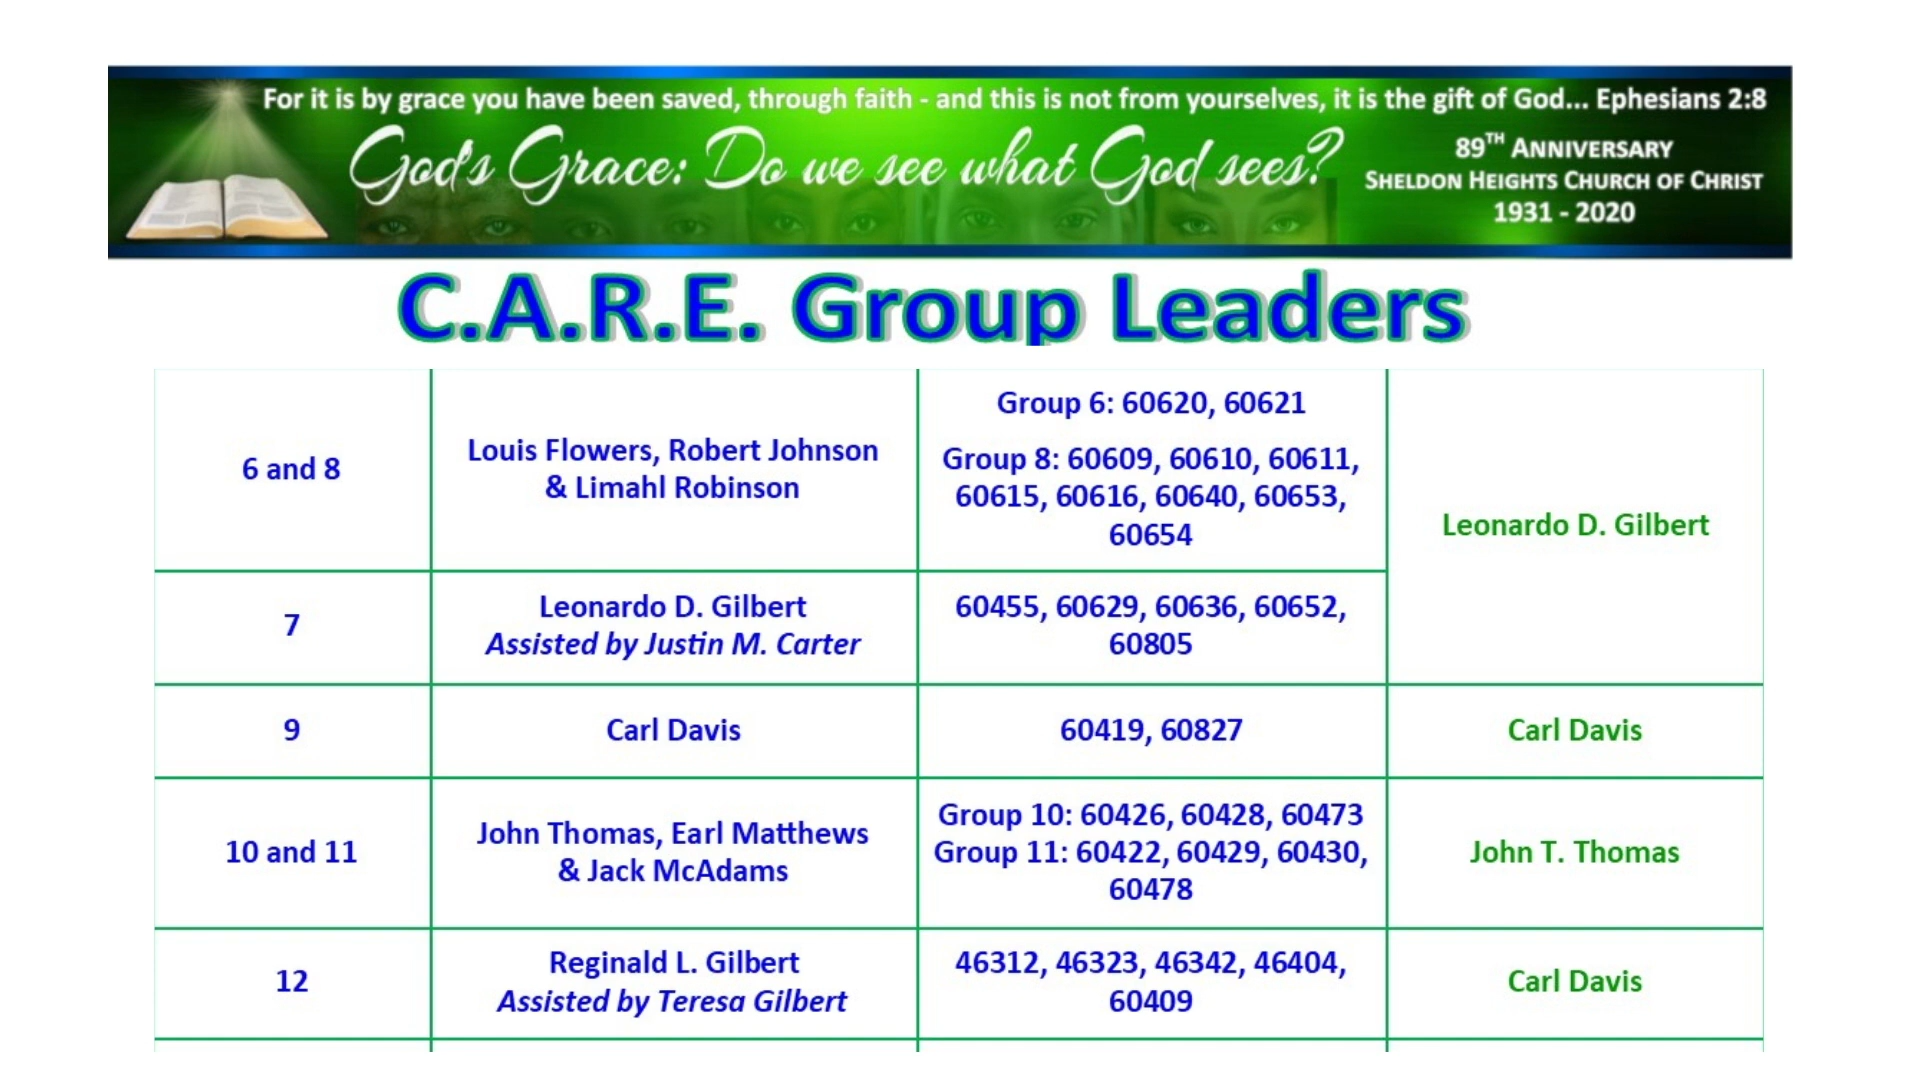 For it is by grace you have been saved, through faith - and this is not from yourselves, it is the gift of God... Ephesians 2:8
God's Grace: Do we see what God sees?
89TH ANNIVERSARY
SHELDON HEIGHTS CHURCH OF CHRIST
1931 - 2020
C.A.R.E. Group Leaders
6 and 8
Louis Flowers, Robert Johnson
& Limahl Robinson
Group 6: 60620, 60621
Group 8: 60609, 60610, 60611,
60615, 60616, 60640, 60653,
60654
Leonardo D. Gilbert
7
Leonardo D. Gilbert
Assisted by Justin M. Carter
60455, 60629, 60636, 60652,
60805
9
Carl Davis
60419, 60827
Carl Davis
10 and 11
John Thomas, Earl Matthews
& Jack McAdams
Group 10: 60426, 60428, 60473
Group 11: 60422, 60429, 60430,
60478
John T. Thomas
12
Reginald L. Gilbert
Assisted by Teresa Gilbert
46312, 46323, 46342, 46404,
60409
Carl Davis